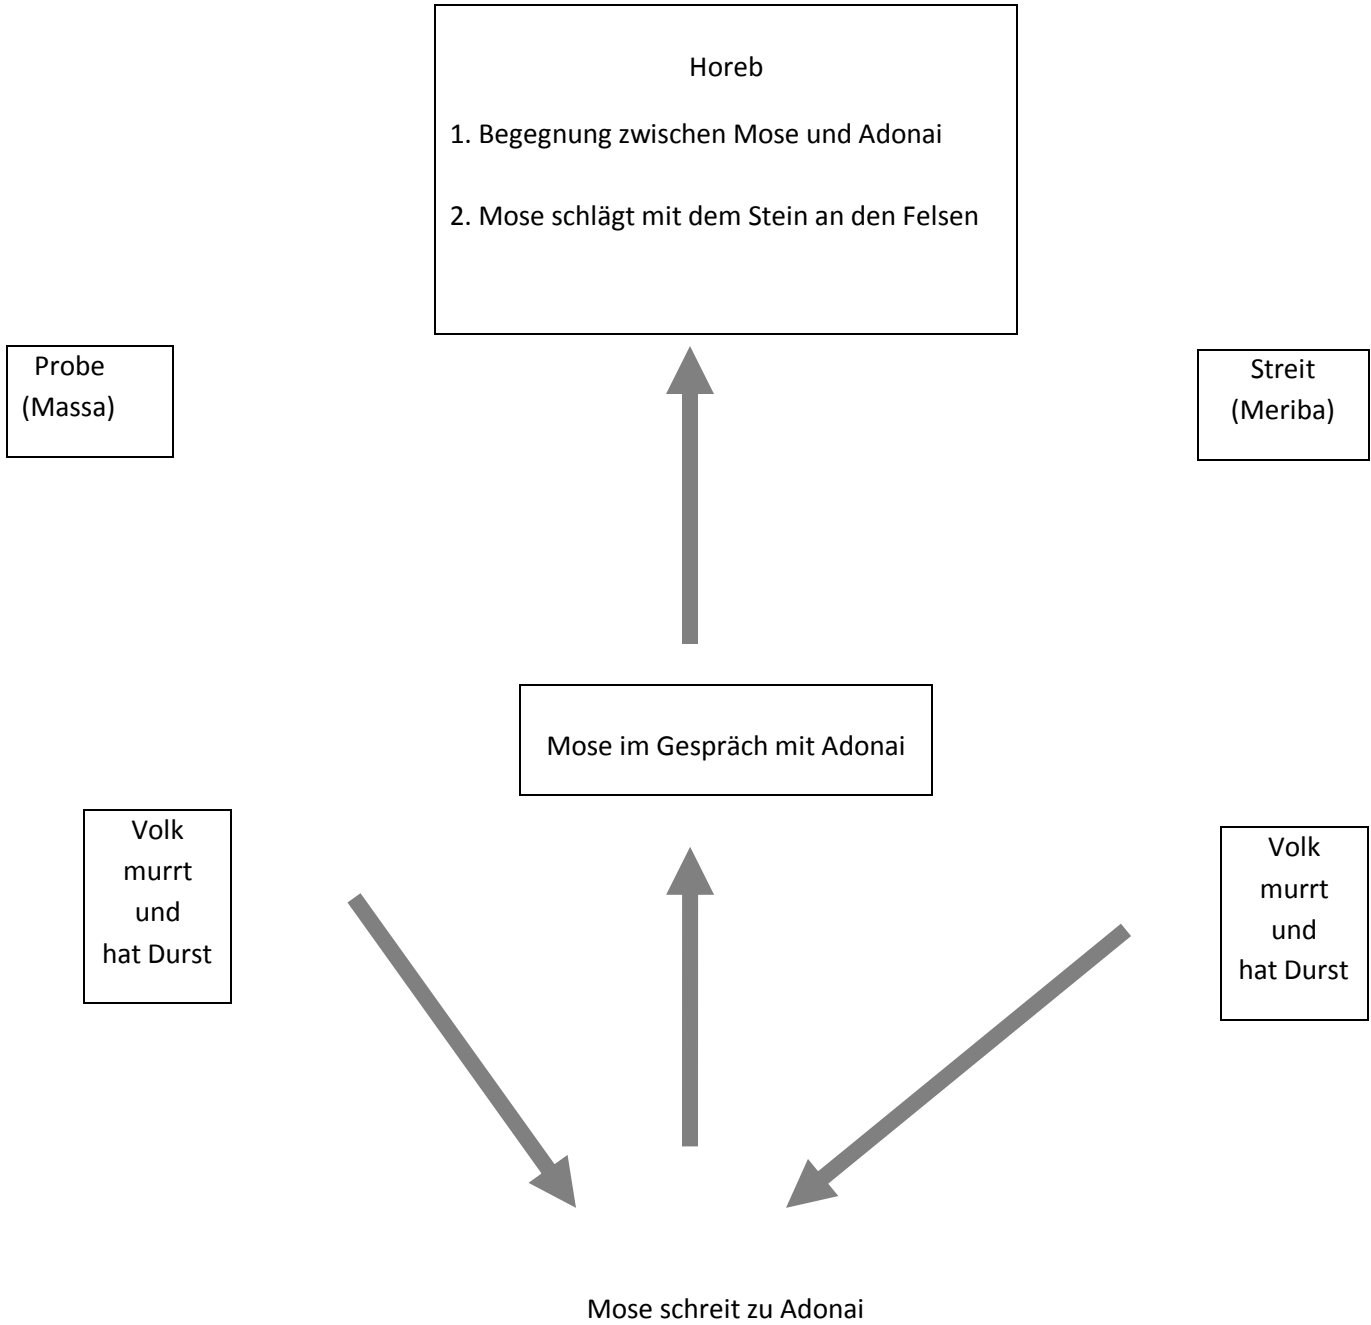 Horeb
1. Begegnung zwischen Mose und Adonai
2. Mose schlägt mit dem Stein an den Felsen
Probe
(Massa)
Streit
(Meriba)
Mose im Gespräch mit Adonai
Volk
murrt
und
hat Durst
Volk
murrt
und
hat Durst
Mose schreit zu Adonai